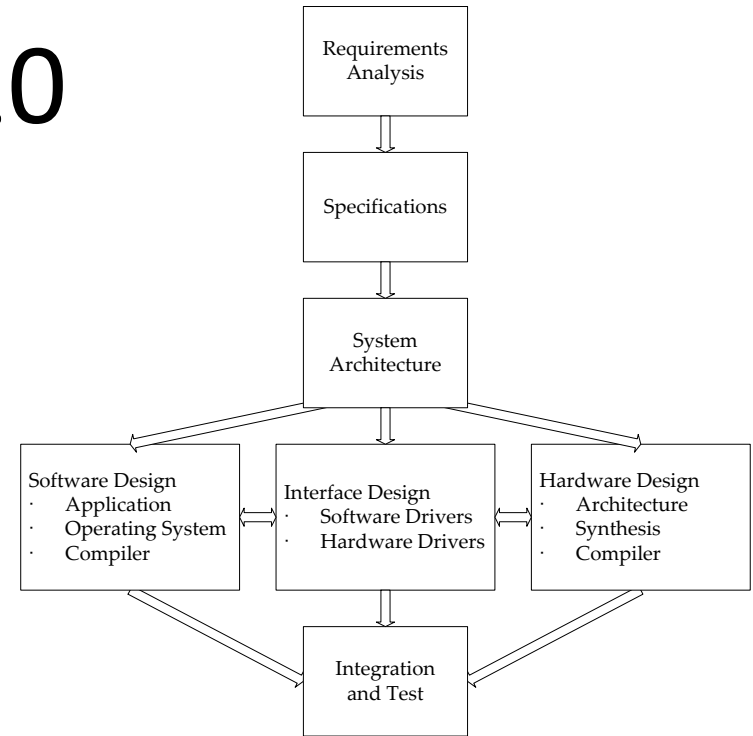 .0
Requirements
Analysis
Specifications
System
Architecture
Software Design
· Application
· Operating System
· Compiler
Interface Design
· Software Drivers
· Hardware Drivers
Hardware Design
· Architecture
· Synthesis
· Compiler
Integration
and Test